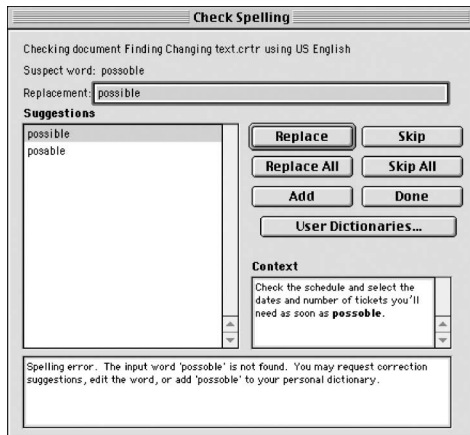 Check Spelling
Checking document Finding Changing text.crtr using US English
Suspect word: possoble
Replacement: possible
Suggestions
possible
posable
Replace
Skip
Replace All
Skip All
Add
Done
User Dictionaries...
Context
Check the schedule and select the
dates and number of tickets you'll
need as soon as possoble.
Spelling error. The input word 'possoble' is not found. You may request correction
suggestions, edit the word, or add 'possoble' to your personal dictionary.